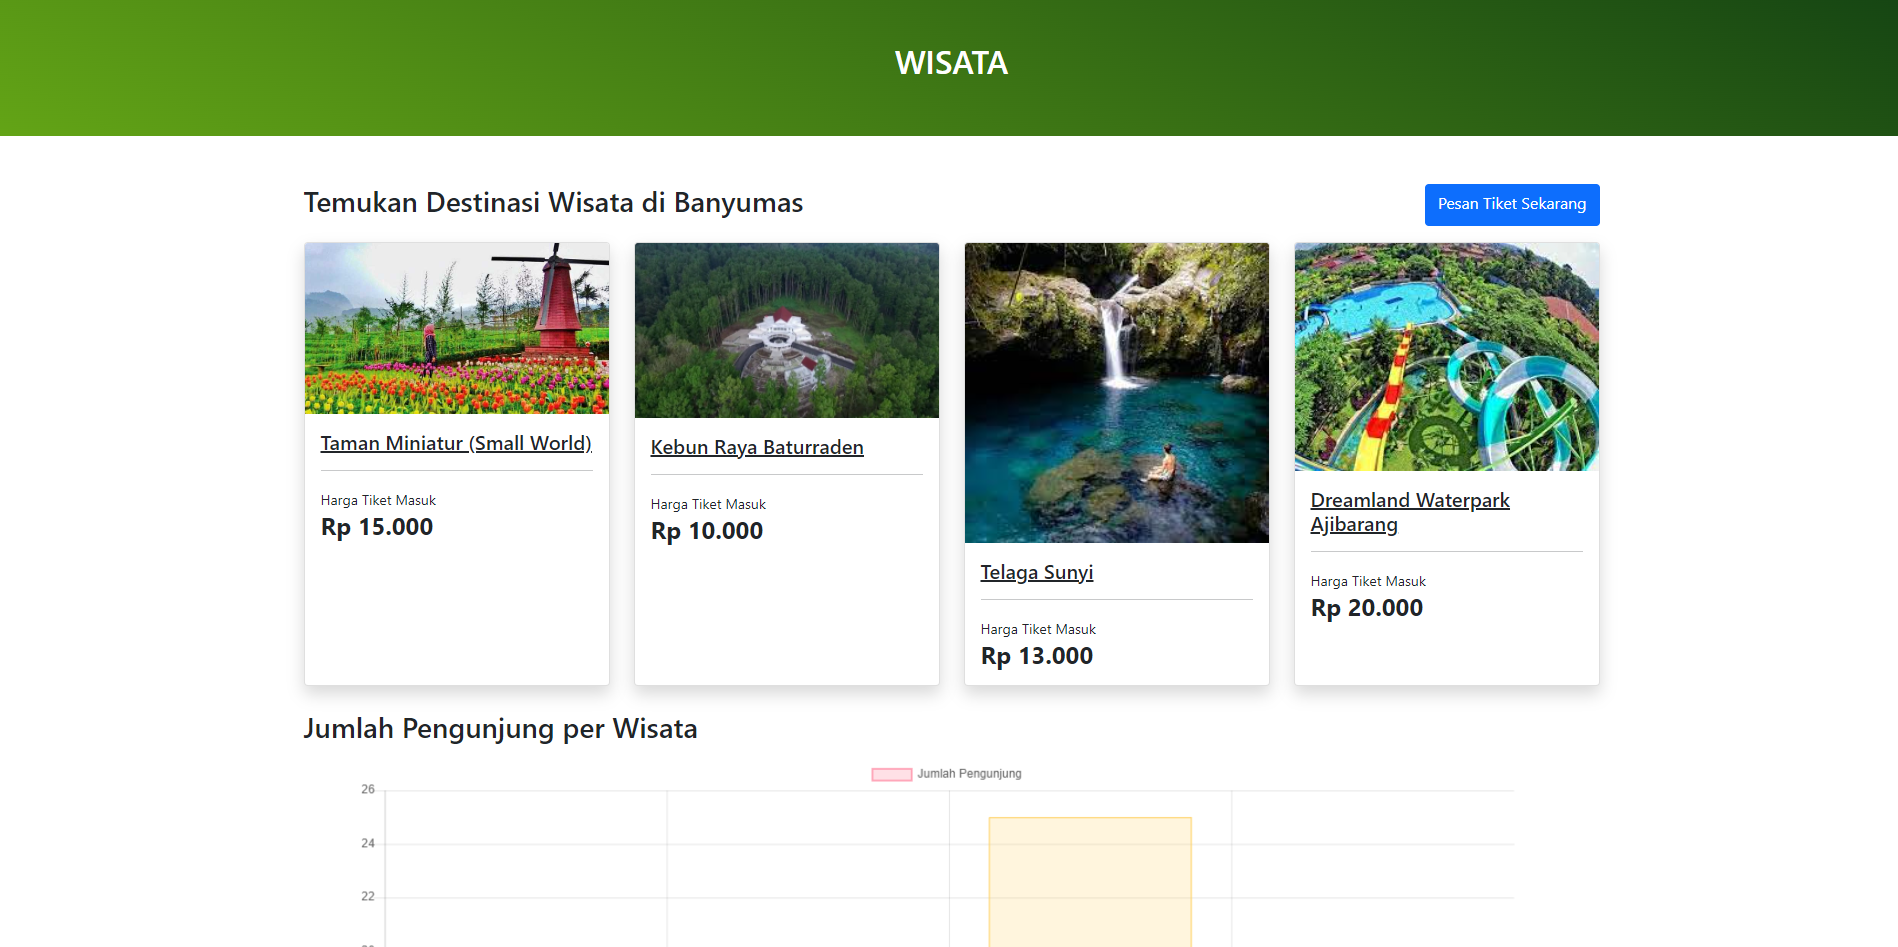 WISATA
Temukan Destinasi Wisata di Banyumas
Pesan Tiket Sekarang
Taman Miniatur (Small World)
Harga Tiket Masuk
Rp 15.000
Kebun Raya Baturraden
Harga Tiket Masuk
Rp 10.000
Telaga Sunyi
Harga Tiket Masuk
Rp 13.000
Dreamland Waterpark
Ajibarang
Harga Tiket Masuk
Rp 20.000
Jumlah Pengunjung per Wisata
Jumlah Pengunjung
26
24
22